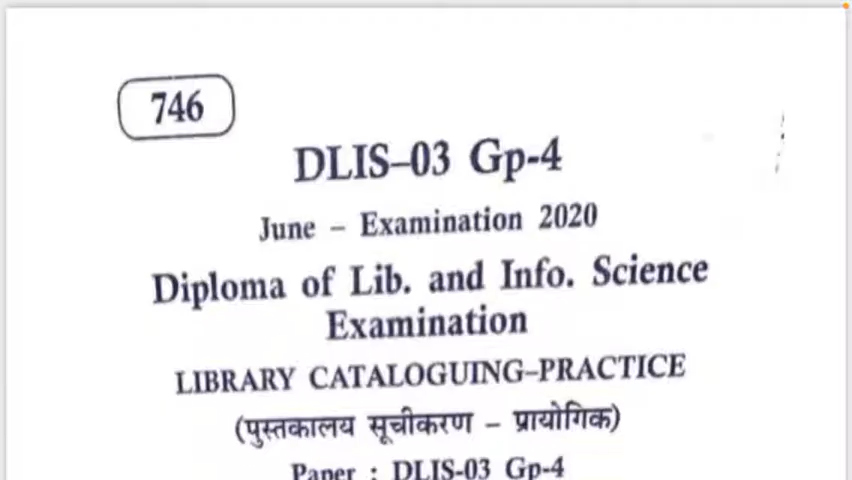 746
DLIS–03 Gp-4
June – Examination 2020
Diploma of Lib. and Info. Science
Examination
LIBRARY CATALOGUING–PRACTICE
(पुस्तकालय सूचीकरण – प्रायोगिक)
Paper : DLIS-03 Gp-4